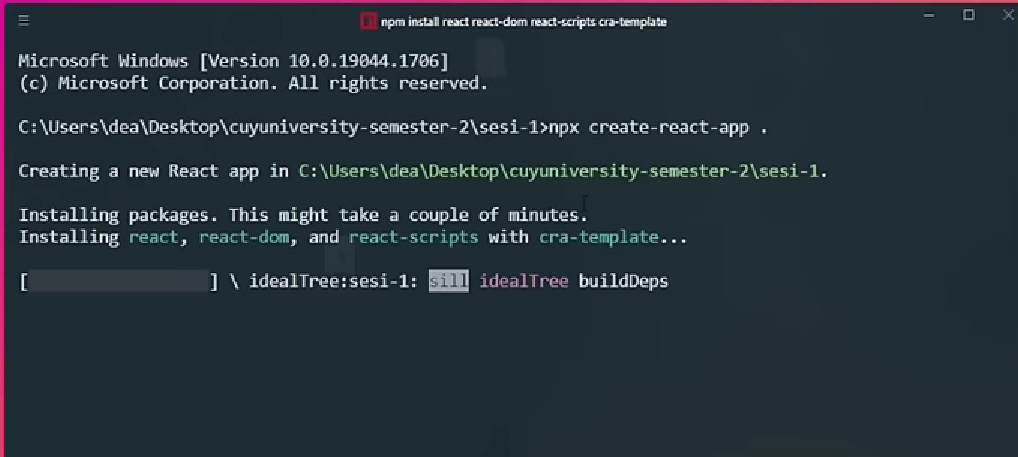 npm install react react-dom react-scripts cra-template
Microsoft Windows [Version 10.0.19044.1706]
(c) Microsoft Corporation. All rights reserved.
C:\Users\dea\Desktop\cuyuniversity-semester-2\sesi-1>npx create-react-app .
Creating a new React app in C:\Users\dea\Desktop\cuyuniversity-semester-2\sesi-1.
Installing packages. This might take a couple of minutes.
Installing react, react-dom, and react-scripts with cra-template...
[                  ] \ idealTree:sesi-1: sill idealTree buildDeps